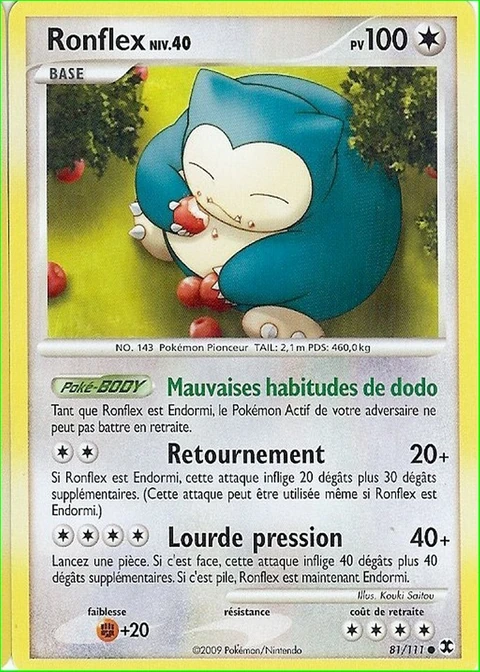 Ronflex NIV.40 PV 100
BASE
NO. 143 Pokémon Pionceur TAIL: 2,1m PDS: 460,0kg
Poké-BODY Mauvaises habitudes de dodo
Tant que Ronflex est Endormi, le Pokémon Actif de votre adversaire ne
peut pas battre en retraite.
Retournement 20+
Si Ronflex est Endormi, cette attaque inflige 20 dégâts plus 30 dégâts
supplémentaires. (Cette attaque peut être utilisée même si Ronflex est
Endormi.)
Lourde pression 40+
Lancez une pièce. Si c'est face, cette attaque inflige 40 dégâts plus 40
dégâts supplémentaires. Si c'est pile, Ronflex est maintenant Endormi.
Illus. Kouki Saitou
faiblesse résistance coût de retraite
+20
©2009 Pokémon/Nintendo 81/111